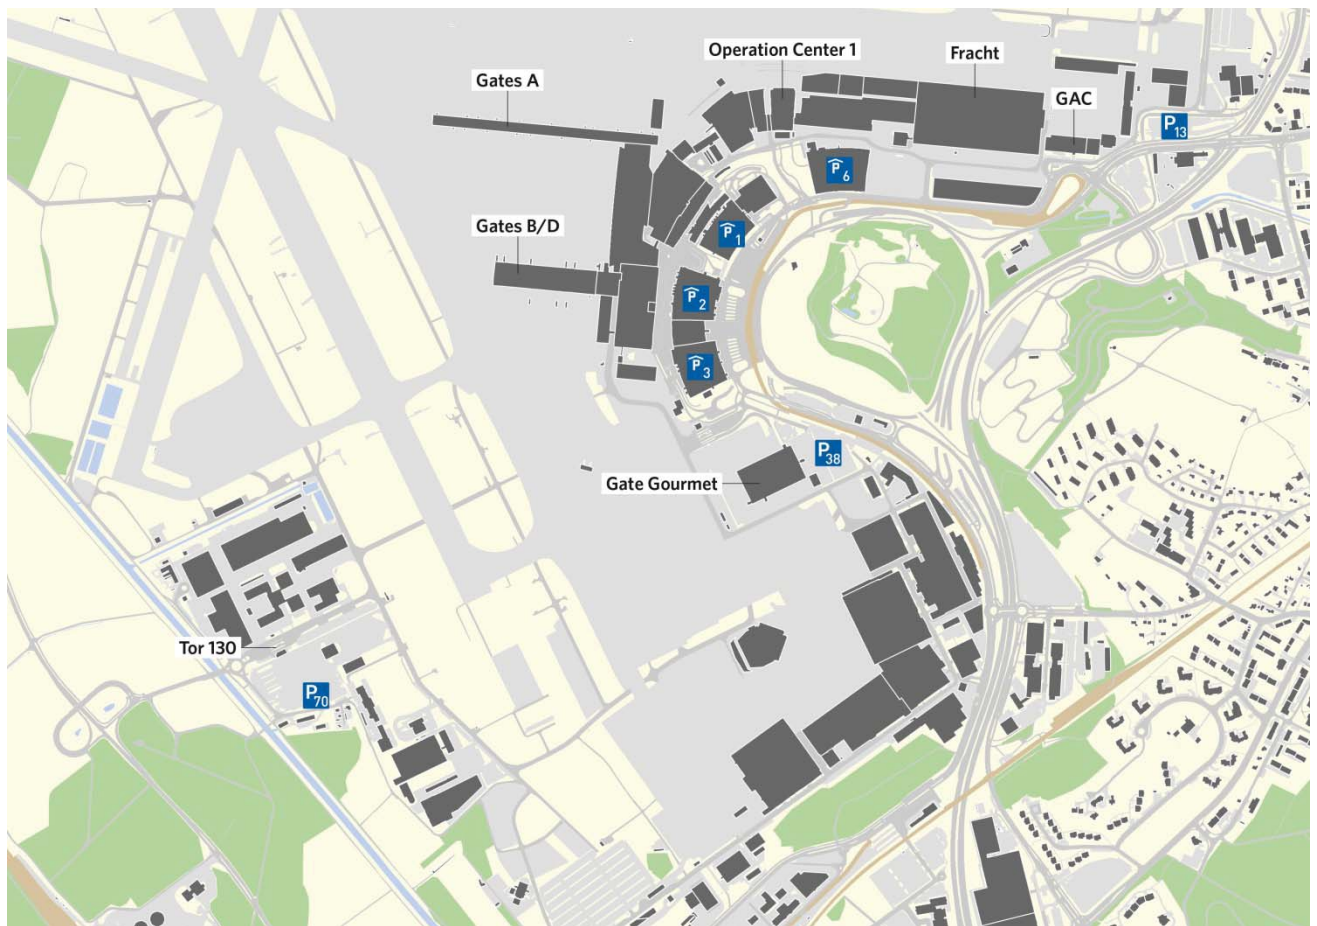 Operation Center 1
Fracht
Gates A
GAC
P13
P6
Gates B/D
P1
P2
P3
P38
Gate Gourmet
Tor 130
P70